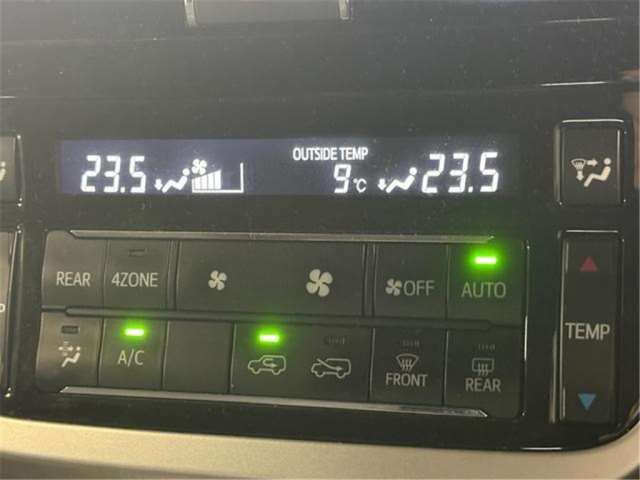 OUTSIDE TEMP
23.5 9°C 23.5
REAR 4ZONE OFF AUTO
A/C FRONT REAR
TEMP